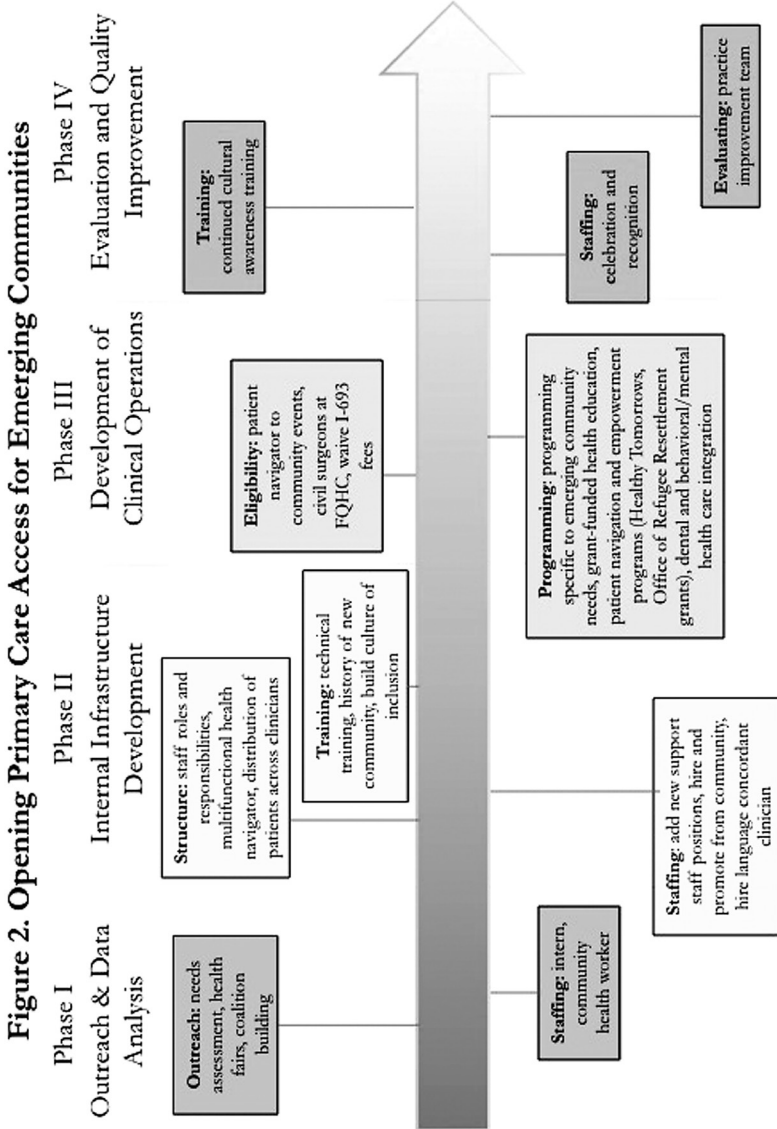 Figure 2. Opening Primary Care Access for Emerging Communities
Phase I
Outreach & Data
Analysis
Phase II
Internal Infrastructure
Development
Phase III
Development of
Clinical Operations
Phase IV
Evaluation and Quality
Improvement
Outreach: needs
assessment, health
fairs, coalition
building
Structure: staff roles and
responsibilities,
multifunctional health
navigator, distribution of
patients across clinicians
Training: technical
training, history of new
community, build culture of
inclusion
Eligibility: patient
navigator to
community events,
civil surgeons at
FQHC, waive I-693
fees
Training:
continued cultural
awareness training
Staffing: intern,
community
health worker
Staffing: add new support
staff positions, hire and
promote from community,
hire language concordant
clinician
Programming: programming
specific to emerging community
needs, grant-funded health education,
patient navigation and empowerment
programs (Healthy Tomorrows,
Office of Refugee Resettlement
grants), dental and behavioral/mental
health care integration
Staffing:
celebration and
recognition
Evaluating: practice
improvement team